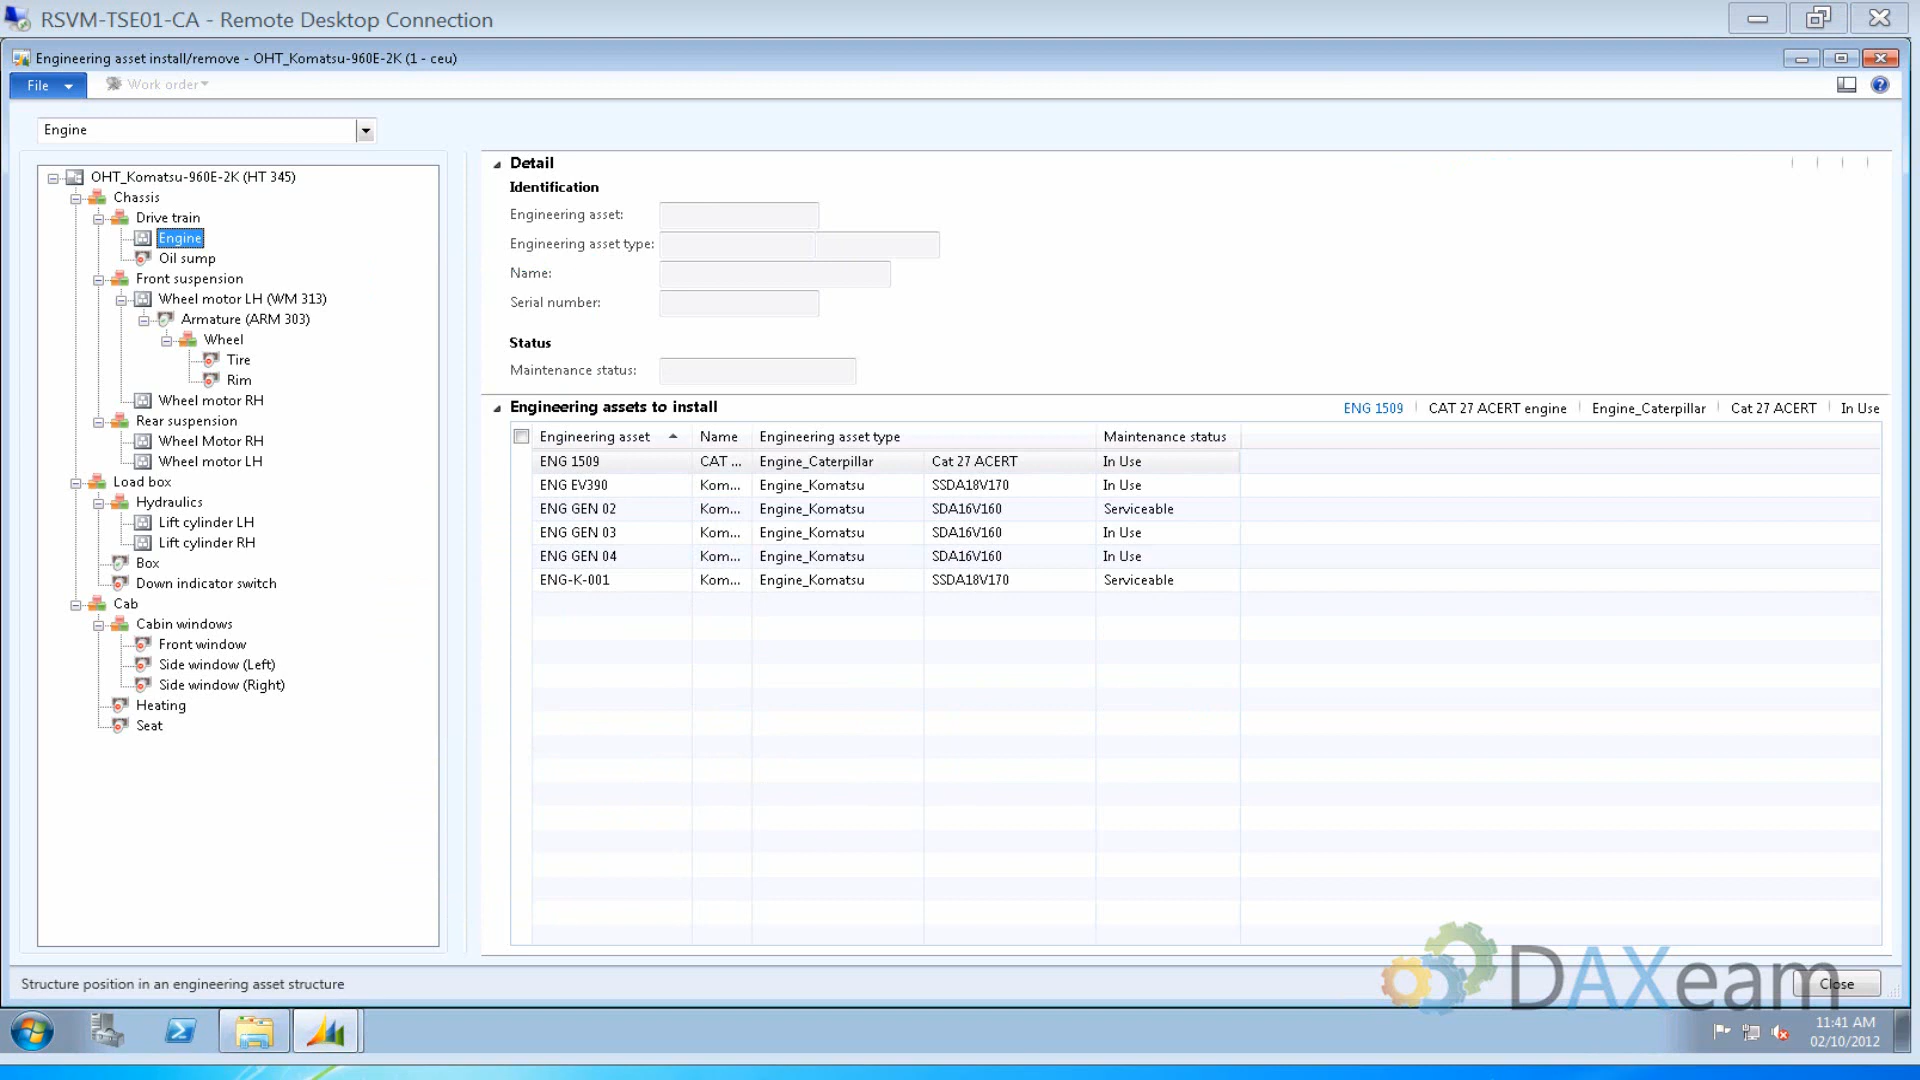 RSVM-TSE01-CA - Remote Desktop Connection
Engineering asset install/remove - OHT_Komatsu-960E-2K (1 - ceu)
File Work order
Engine
OHT_Komatsu-960E-2K (HT 345)
Chassis
Drive train
Engine
Oil sump
Front suspension
Wheel motor LH (WM 313)
Armature (ARM 303)
Wheel
Tire
Rim
Wheel motor RH
Rear suspension
Wheel Motor RH
Wheel motor LH
Load box
Hydraulics
Lift cylinder LH
Lift cylinder RH
Box
Down indicator switch
Cab
Cabin windows
Front window
Side window (Left)
Side window (Right)
Heating
Seat
Detail
Identification
Engineering asset:
Engineering asset type:
Name:
Serial number:
Status
Maintenance status:
Engineering assets to install ENG 1509 CAT 27 ACERT engine Engine_Caterpillar Cat 27 ACERT In Use
Engineering asset Name Engineering asset type Maintenance status
ENG 1509 CAT ... Engine_Caterpillar Cat 27 ACERT In Use
ENG EV390 Kom... Engine_Komatsu SSDA18V170 In Use
ENG GEN 02 Kom... Engine_Komatsu SDA16V160 Serviceable
ENG GEN 03 Kom... Engine_Komatsu SDA16V160 In Use
ENG GEN 04 Kom... Engine_Komatsu SDA16V160 In Use
ENG-K-001 Kom... Engine_Komatsu SSDA18V170 Serviceable
DAXeam
Structure position in an engineering asset structure Close
11:41 AM
02/10/2012